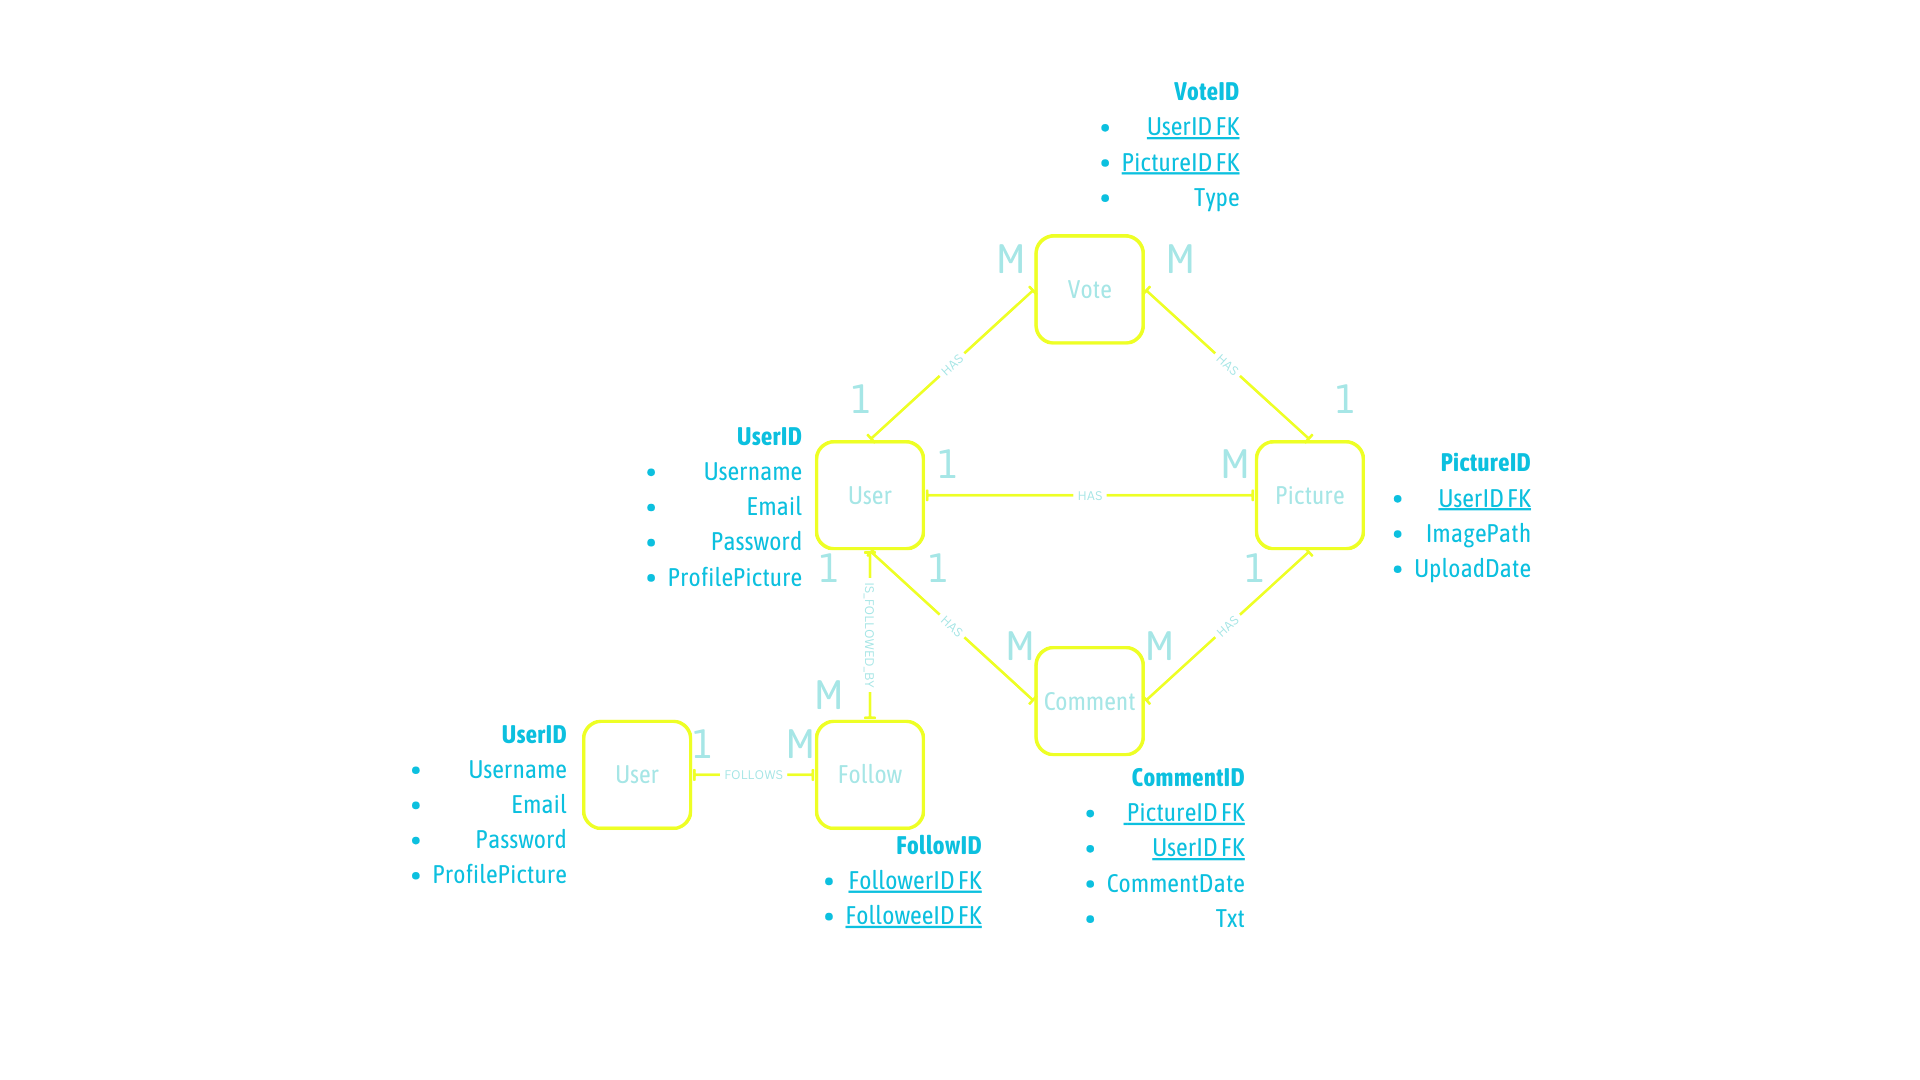 VoteID
• UserID FK
• PictureID FK
• Type
M
M
Vote
HAS
HAS
1
1
UserID
• Username
• Email
• Password
• ProfilePicture
User
1
HAS
M
Picture
PictureID
• UserID FK
• ImagePath
• UploadDate
1
1
1
IS_FOLLOWED_BY
HAS
HAS
M
M
Comment
M
UserID
• Username
• Email
• Password
• ProfilePicture
User
1
FOLLOWS
M
Follow
FollowID
• FollowerID FK
• FolloweeID FK
CommentID
• PictureID FK
• UserID FK
• CommentDate
• Txt